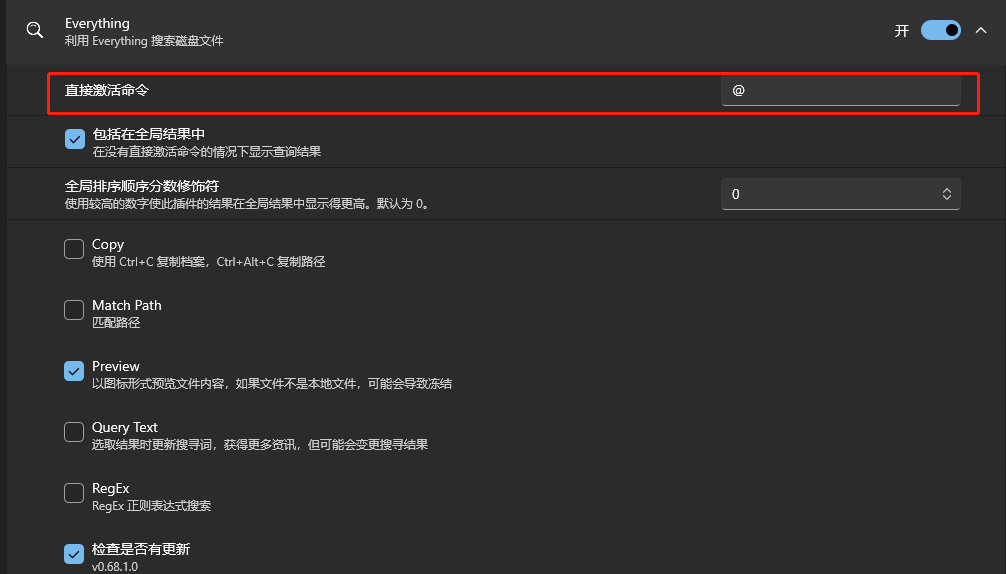 Everything
利用 Everything 搜索磁盘文件
开
直接激活命令
@
包括在全局结果中
在没有直接激活命令的情况下显示查询结果
全局排序顺序分数修饰符
使用较高的数字使此插件的结果在全局结果中显示得更高。默认为 0。
0
Copy
使用 Ctrl+C 复制档案，Ctrl+Alt+C 复制路径
Match Path
匹配路径
Preview
以图标形式预览文件内容，如果文件不是本地文件，可能会导致冻结
Query Text
选取结果时更新搜寻词，获得更多资讯，但可能会变更搜寻结果
RegEx
RegEx 正则表达式搜索
检查是否有更新
v0.68.1.0